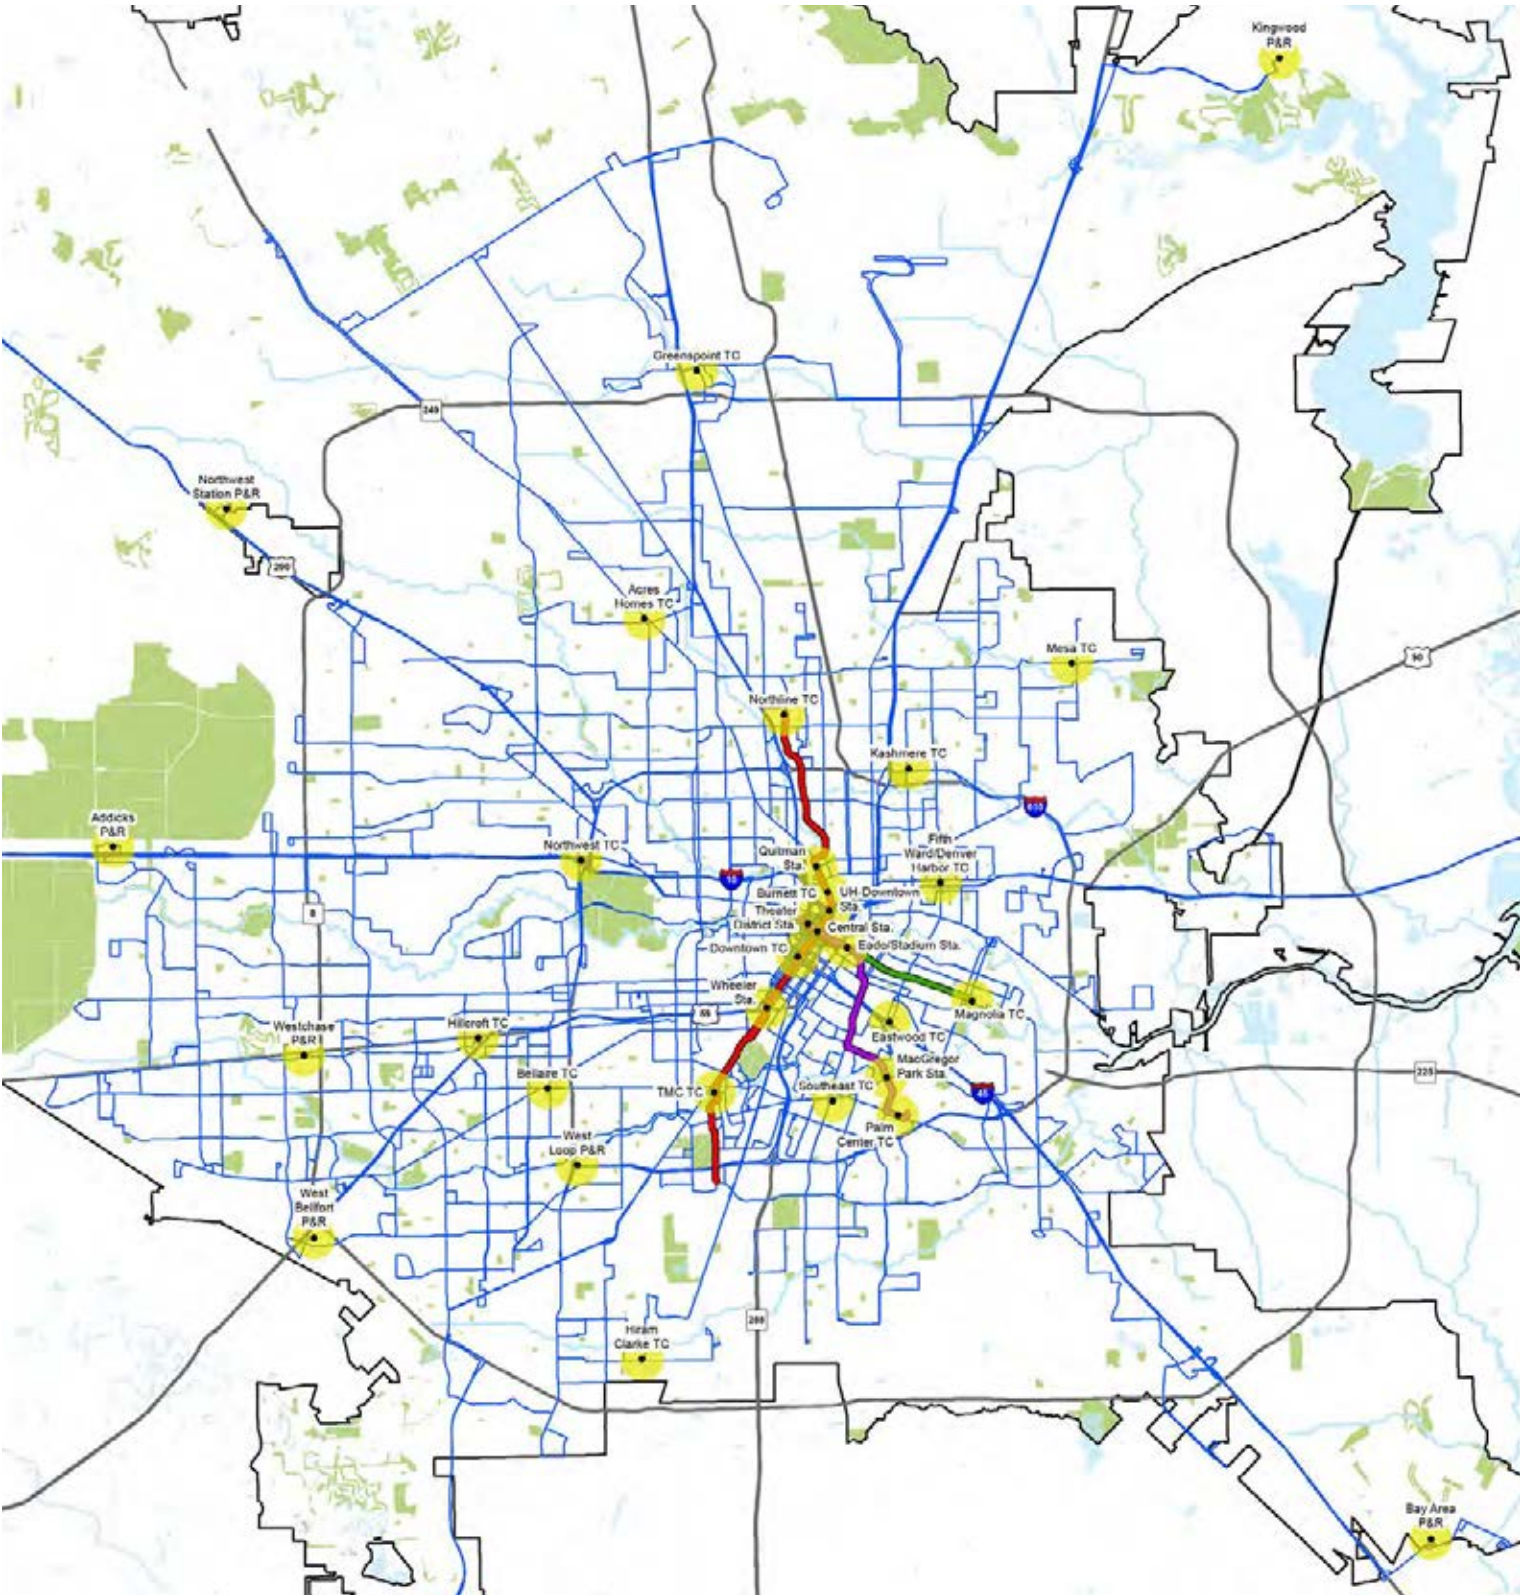 Kingwood
P&R
Greenspoint TC
249
Northwest
Station P&R
290
Acres
Homes TC
Mesa TC
90
Northline TC
Kashmere TC
610
Addicks
P&R
Northwest TC
Quitman
Sta.
Fifth
Ward/Denver
Harbor TC
10
Burnett TC
UH-Downtown
Sta.
Theater
District Sta.
Central Sta.
8
Downtown TC
Eado/Stadium Sta.
Wheeler
Sta.
Magnolia TC
Westchase
P&R
Hillcroft TC
Eastwood TC
MacGregor
Park Sta.
Bellaire TC
TMC TC
Southeast TC
45
225
Palm
Center TC
West
Loop P&R
West
Bellfort
P&R
288
Hiram
Clarke TC
Bay Area
P&R